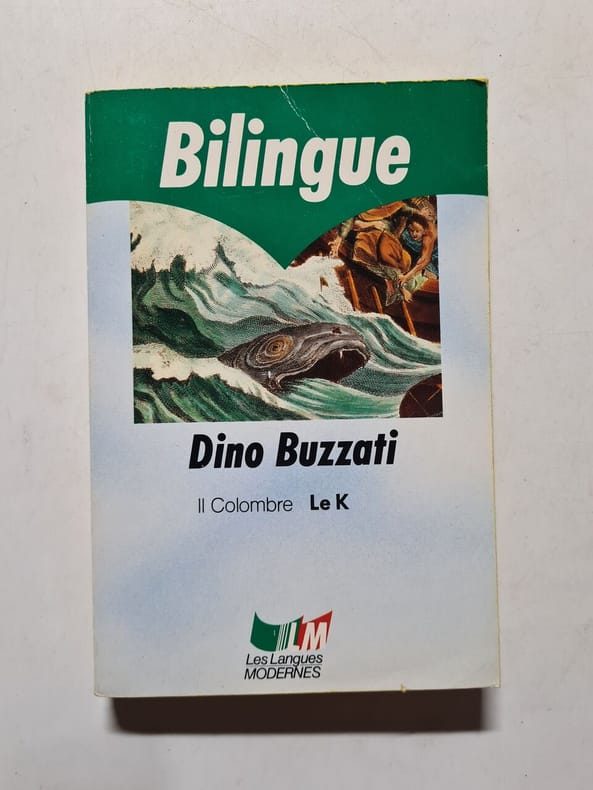 Bilingue
Dino Buzzati
Il Colombre Le K
LM
Les Langues
MODERNES